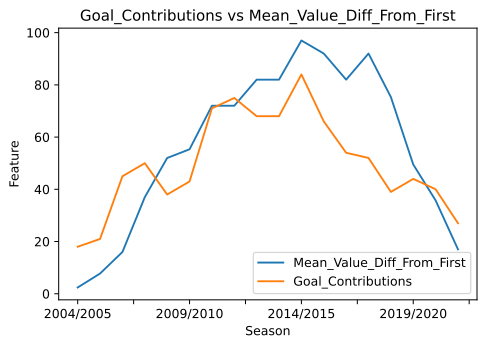 Goal_Contributions vs Mean_Value_Diff_From_First
100
80
60
40
20
0
Feature
Mean_Value_Diff_From_First
Goal_Contributions
2004/2005 2009/2010 2014/2015 2019/2020
Season